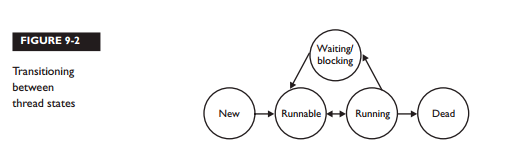 FIGURE 9-2
Transitioning
between
thread states
Waiting/
blocking
New
Runnable
Running
Dead